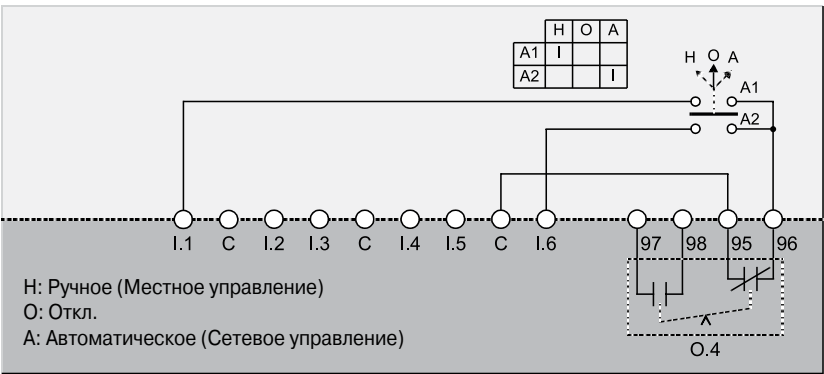 H O A
A1 I
A2 I
H O A
A1
A2
I.1 C I.2 I.3 C I.4 I.5 C I.6 97 98 95 96
H: Ручное (Местное управление)
O: Откл.
A: Автоматическое (Сетевое управление)
O.4